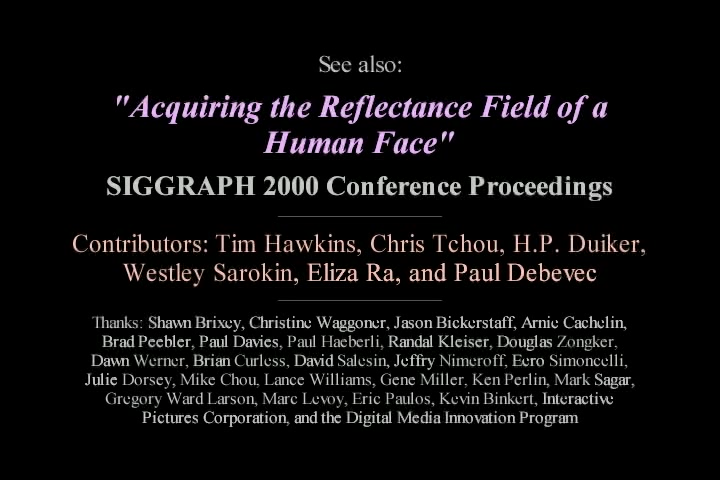 See also:
"Acquiring the Reflectance Field of a
Human Face"
SIGGRAPH 2000 Conference Proceedings
Contributors: Tim Hawkins, Chris Tchou, H.P. Duiker,
Westley Sarokin, Eliza Ra, and Paul Debevec
Thanks: Shawn Brixey, Christine Waggoner, Jason Bickerstaff, Arnie Cachelin,
Brad Peebler, Paul Davies, Paul Haeberli, Randal Kleiser, Douglas Zongker,
Dawn Werner, Brian Curless, David Salesin, Jeffry Nimeroff, Eero Simoncelli,
Julie Dorsey, Mike Chou, Lance Williams, Gene Miller, Ken Perlin, Mark Sagar,
Gregory Ward Larson, Marc Levoy, Eric Paulos, Kevin Binkert, Interactive
Pictures Corporation, and the Digital Media Innovation Program